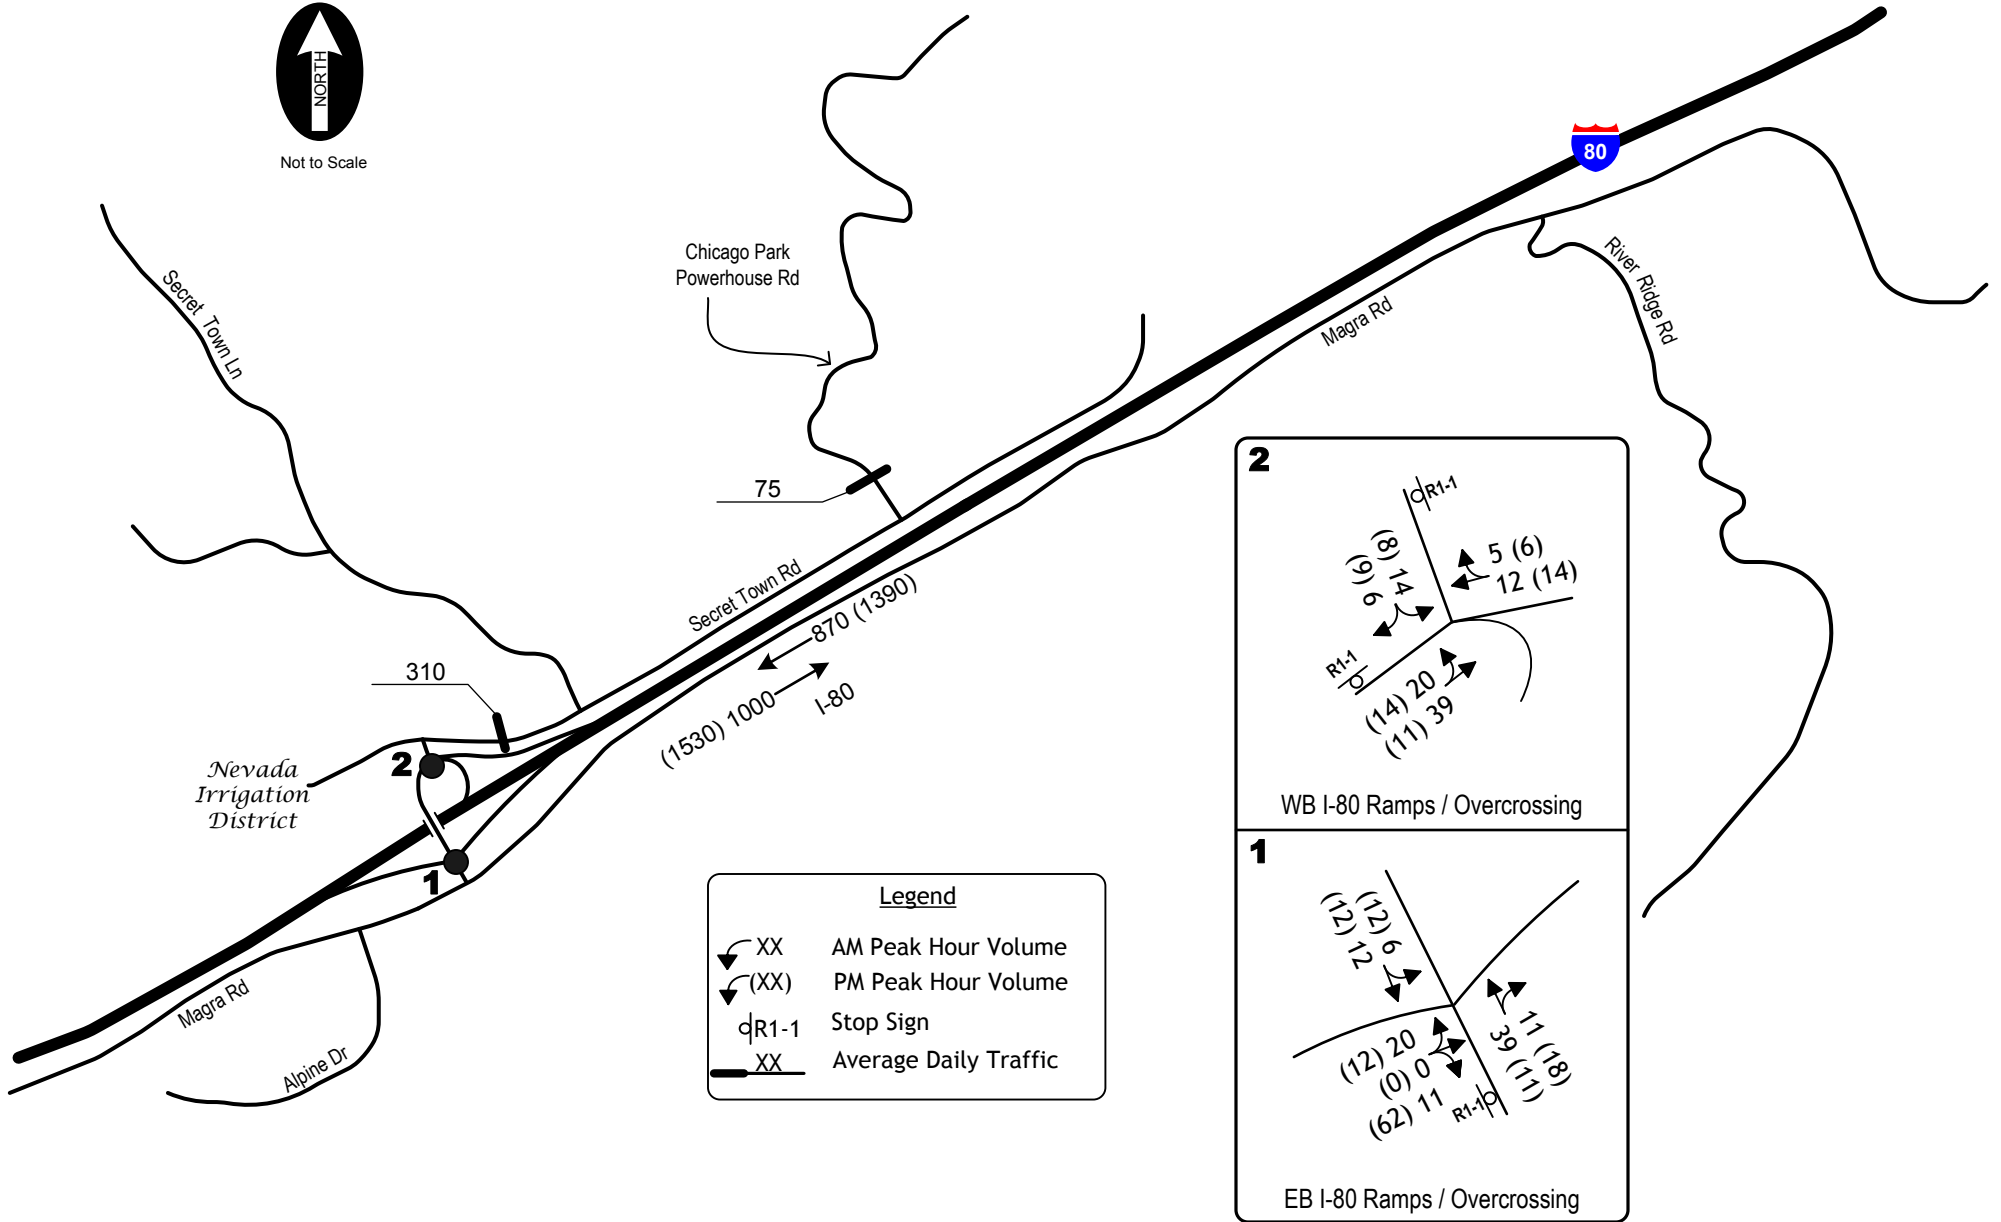 NORTH
Not to Scale
80
Chicago Park
Powerhouse Rd
Secret Town Ln
River Ridge Rd
Magra Rd
75
Secret Town Rd
870 (1390)
(1530) 1000
I-80
310
2
Nevada
Irrigation
District
1
Magra Rd
Alpine Dr
Legend
XX AM Peak Hour Volume
(XX) PM Peak Hour Volume
R1-1 Stop Sign
XX Average Daily Traffic
2
R1-1
(8) 14
(9) 6
5 (6)
12 (14)
R1-1
(14) 20
(11) 39
WB I-80 Ramps / Overcrossing
1
(12) 6
(12) 12
11 (18)
39 (11)
(12) 20
(0) 0
(62) 11
R1-1
EB I-80 Ramps / Overcrossing